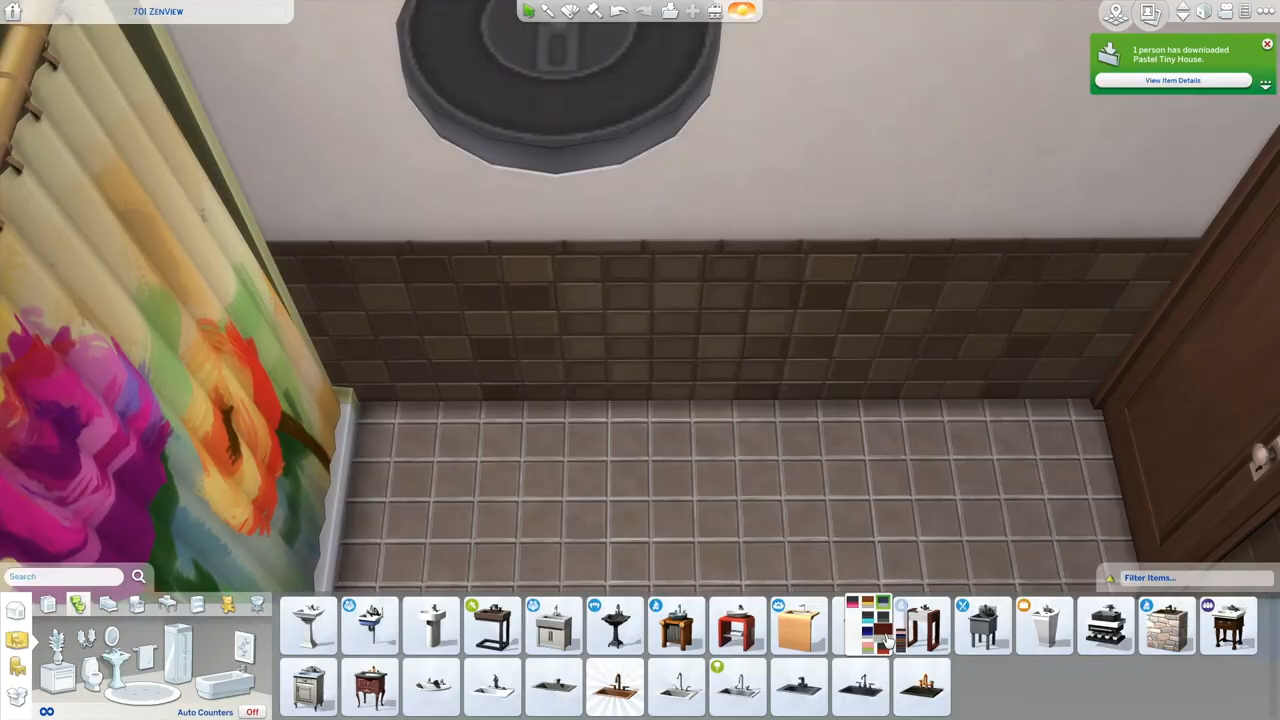 701 ZENVIEW
1 person has downloaded
Pastel Tiny House.
View Item Details
Search
Filter Items...
Auto Counters
Off